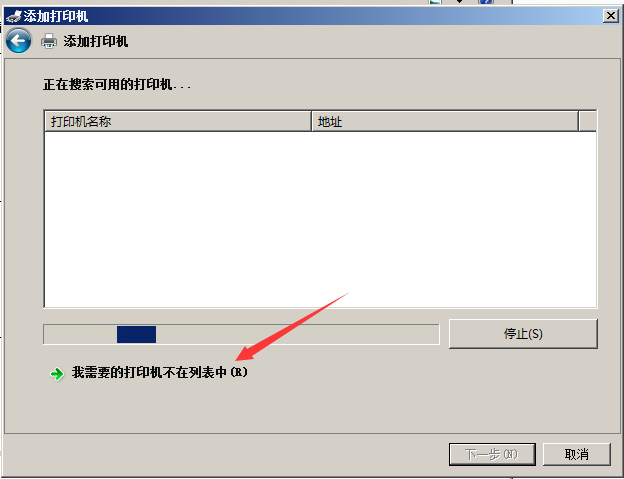 添加打印机
添加打印机
正在搜索可用的打印机...
打印机名称 地址
停止(S)
我需要的打印机不在列表中(R)
下一步(N) 取消